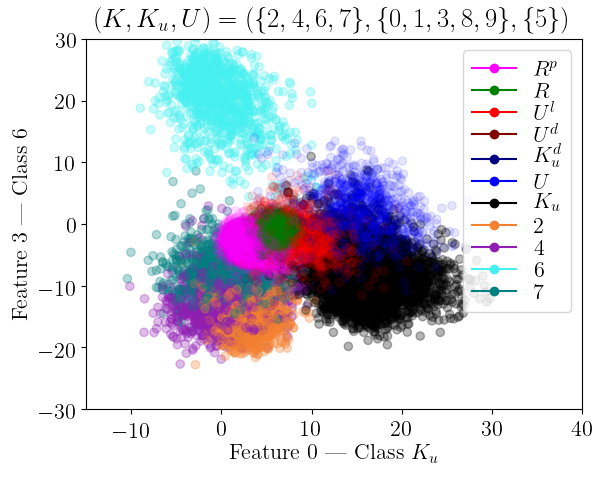 (K, K_u, U) = ({2, 4, 6, 7}, {0, 1, 3, 8, 9}, {5})
Feature 3 — Class 6
30
20
10
0
−10
−20
−30
R^p
R
U^l
U^d
K_u^d
U
K_u
2
4
6
7
−10 0 10 20 30 40
Feature 0 — Class K_u